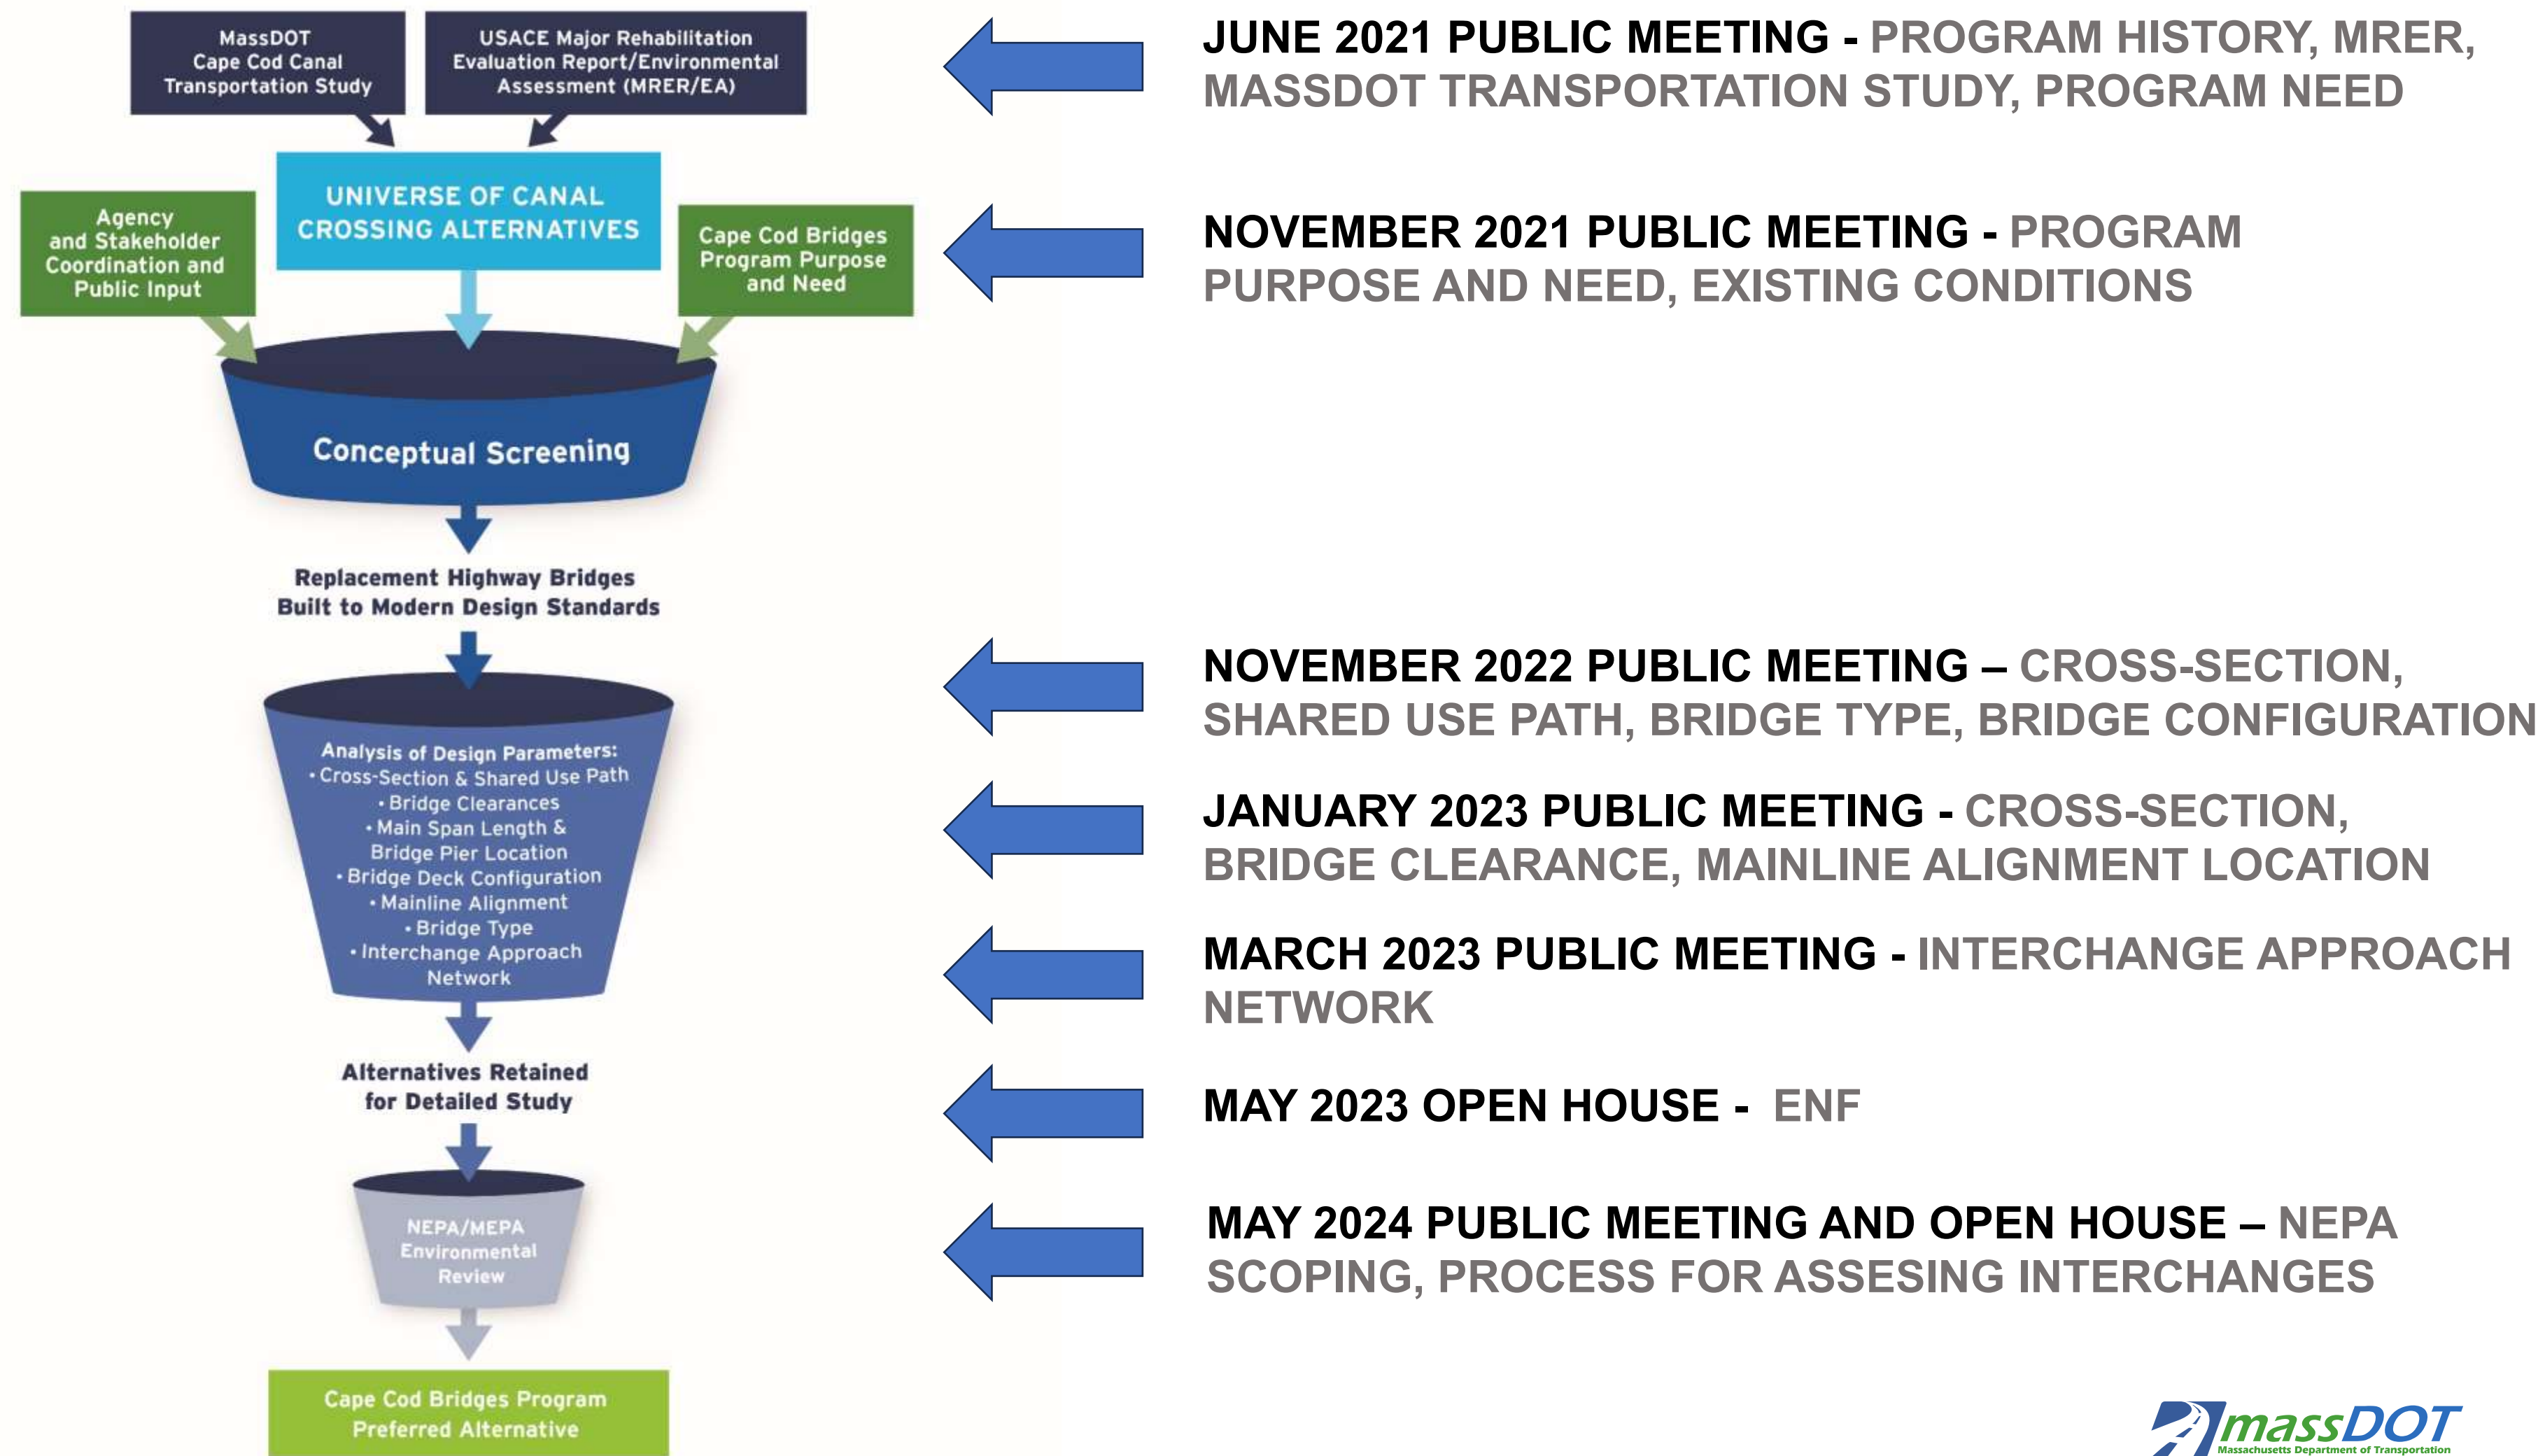 MassDOT
Cape Cod Canal
Transportation Study
USACE Major Rehabilitation
Evaluation Report/Environmental
Assessment (MRER/EA)
UNIVERSE OF CANAL
CROSSING ALTERNATIVES
Agency
and Stakeholder
Coordination and
Public Input
Cape Cod Bridges
Program Purpose
and Need
Conceptual Screening
Replacement Highway Bridges
Built to Modern Design Standards
Analysis of Design Parameters:
• Cross-Section & Shared Use Path
• Bridge Clearances
• Main Span Length &
Bridge Pier Location
• Bridge Deck Configuration
• Mainline Alignment
• Bridge Type
• Interchange Approach
Network
Alternatives Retained
for Detailed Study
NEPA/MEPA
Environmental
Review
Cape Cod Bridges Program
Preferred Alternative
JUNE 2021 PUBLIC MEETING - PROGRAM HISTORY, MRER,
MASSDOT TRANSPORTATION STUDY, PROGRAM NEED
NOVEMBER 2021 PUBLIC MEETING - PROGRAM
PURPOSE AND NEED, EXISTING CONDITIONS
NOVEMBER 2022 PUBLIC MEETING – CROSS-SECTION,
SHARED USE PATH, BRIDGE TYPE, BRIDGE CONFIGURATION
JANUARY 2023 PUBLIC MEETING - CROSS-SECTION,
BRIDGE CLEARANCE, MAINLINE ALIGNMENT LOCATION
MARCH 2023 PUBLIC MEETING - INTERCHANGE APPROACH
NETWORK
MAY 2023 OPEN HOUSE - ENF
MAY 2024 PUBLIC MEETING AND OPEN HOUSE – NEPA
SCOPING, PROCESS FOR ASSESING INTERCHANGES
massDOT
Massachusetts Department of Transportation